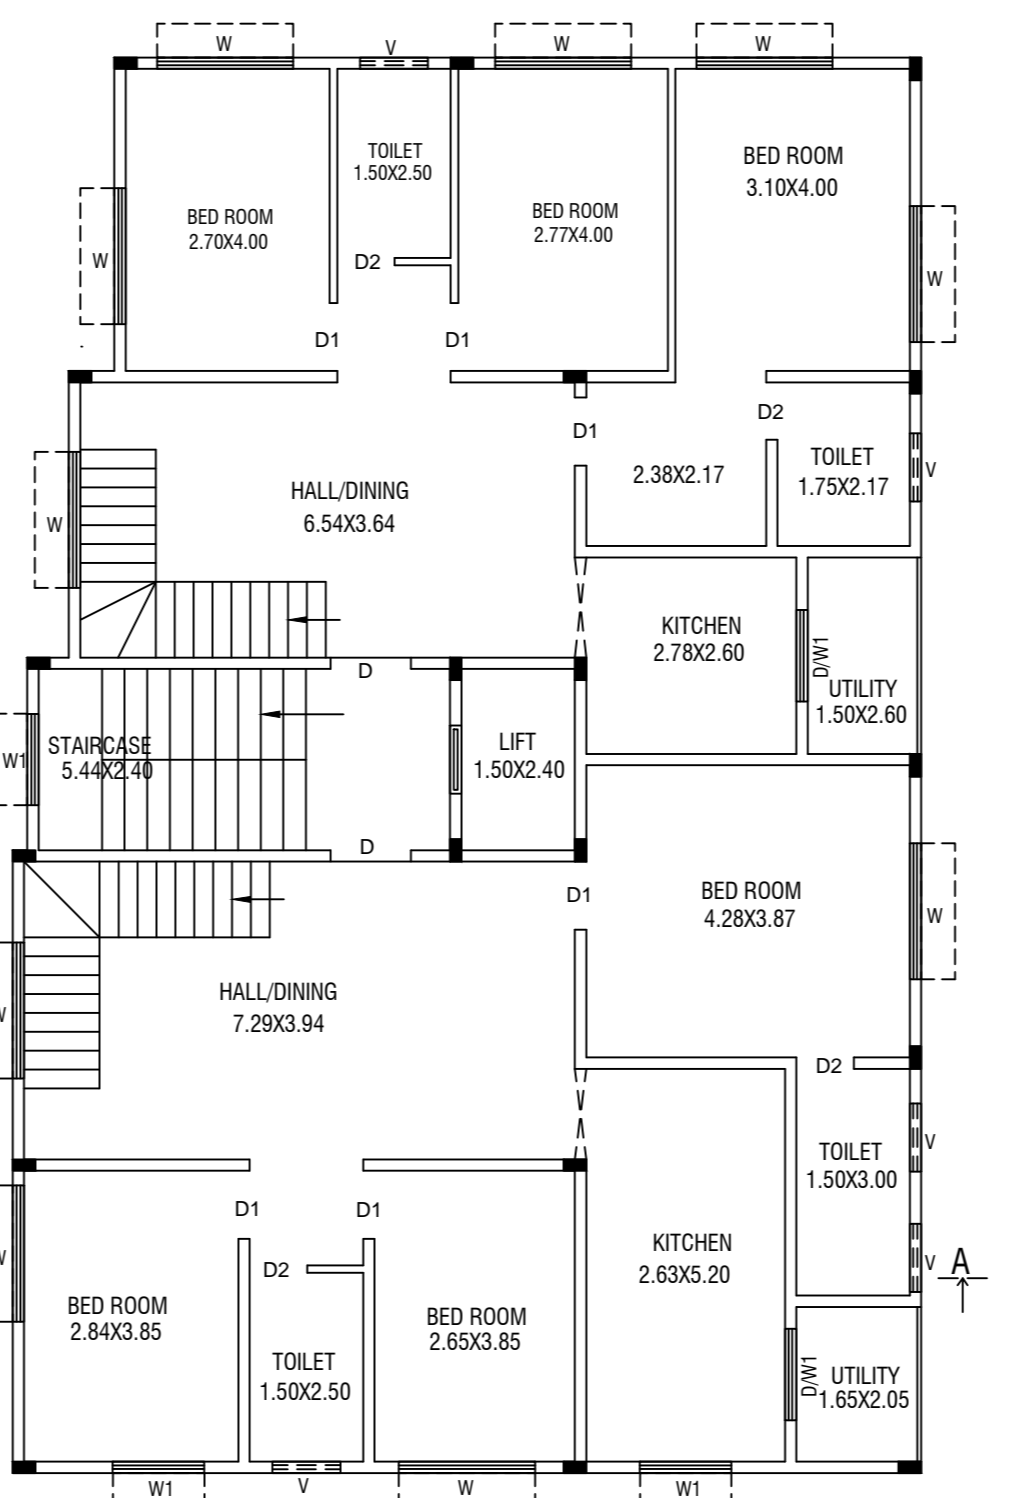 W
V
W
W
TOILET
1.50X2.50
BED ROOM
3.10X4.00
BED ROOM
2.70X4.00
BED ROOM
2.77X4.00
W
D2
W
D1
D1
D2
D1
HALL/DINING
6.54X3.64
2.38X2.17
TOILET
1.75X2.17
V
W
KITCHEN
2.78X2.60
D/W1
UTILITY
1.50X2.60
D
STAIRCASE
5.44X2.40
W1
LIFT
1.50X2.40
D
D1
BED ROOM
4.28X3.87
W
HALL/DINING
7.29X3.94
W
D2
TOILET
1.50X3.00
V
D1
D1
W
D2
KITCHEN
2.63X5.20
V
A
BED ROOM
2.84X3.85
BED ROOM
2.65X3.85
TOILET
1.50X2.50
D/W1
UTILITY
1.65X2.05
W1
V
W
W1